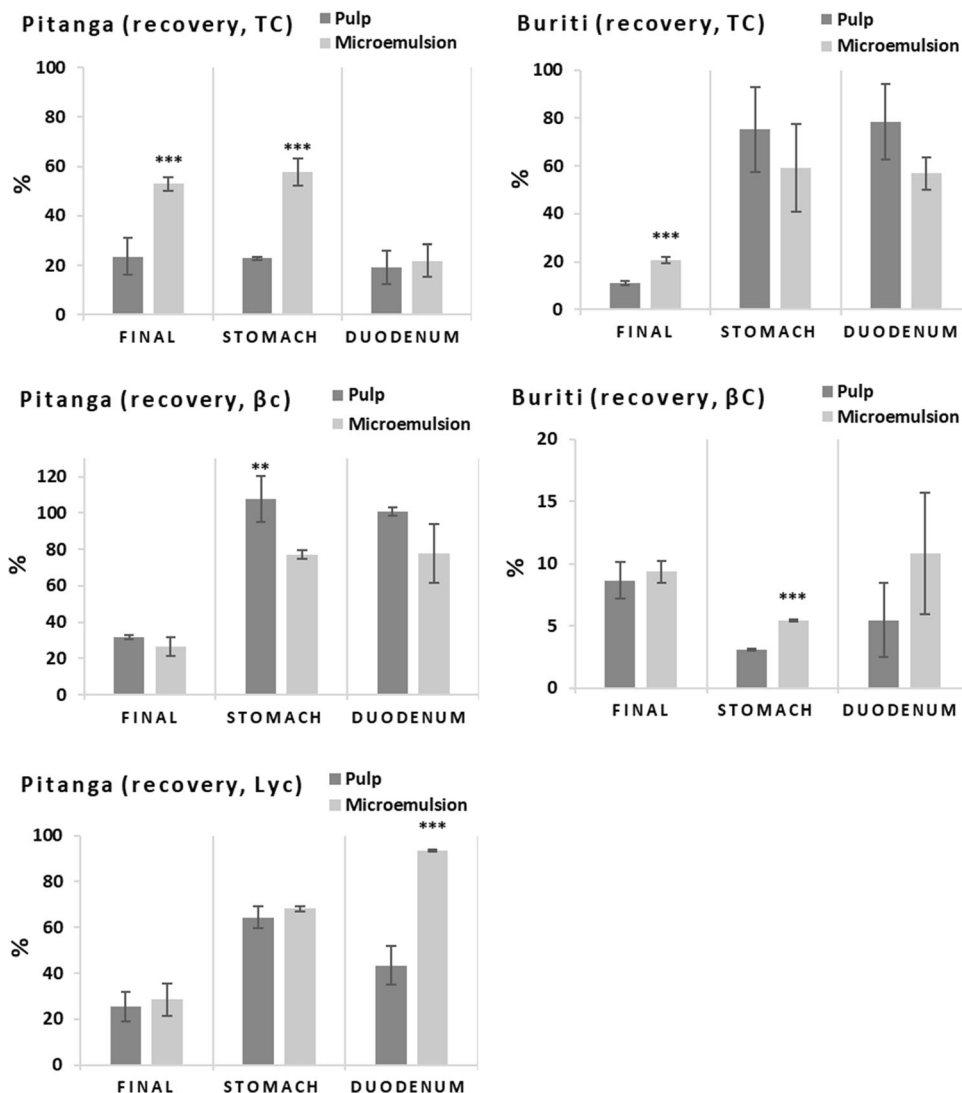 Pitanga (recovery, TC)
Pulp
Microemulsion
100
80
60
40
20
0
%
***
***
FINAL STOMACH DUODENUM
Buriti (recovery, TC)
Pulp
Microemulsion
100
80
60
40
20
0
%
***
FINAL STOMACH DUODENUM
Pitanga (recovery, βc)
Pulp
Microemulsion
120
100
80
60
40
20
0
%
**
FINAL STOMACH DUODENUM
Buriti (recovery, βC)
Pulp
Microemulsion
20
15
10
5
0
%
***
FINAL STOMACH DUODENUM
Pitanga (recovery, Lyc)
Pulp
Microemulsion
100
80
60
40
20
0
%
***
FINAL STOMACH DUODENUM